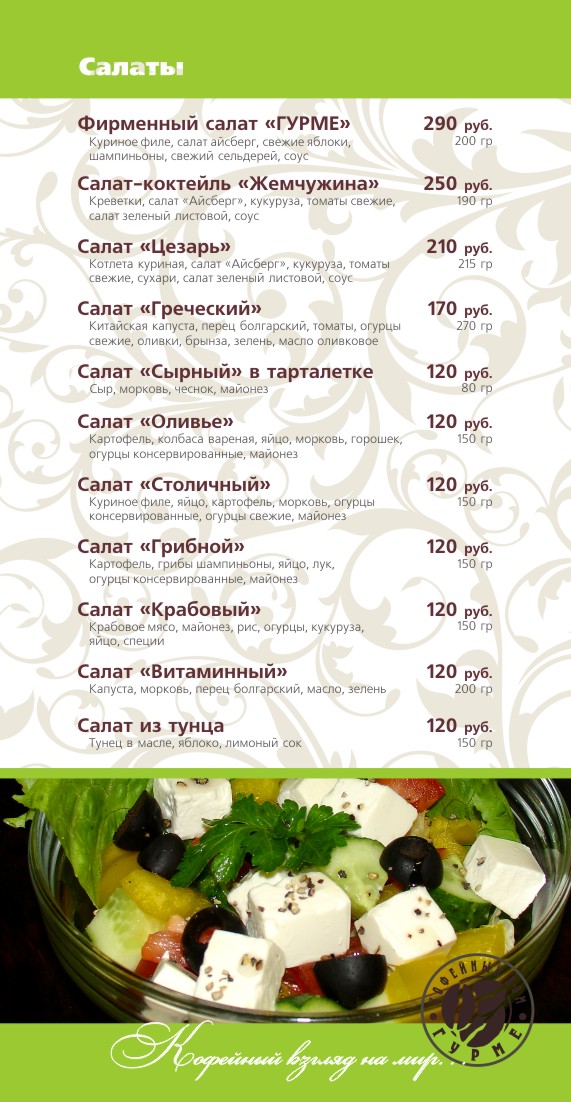 Салаты
Фирменный салат «ГУРМЕ» 290 руб.
Куриное филе, салат айсберг, свежие яблоки, 200 гр
шампиньоны, свежий сельдерей, соус
Салат-коктейль «Жемчужина» 250 руб.
Креветки, салат «Айсберг», кукуруза, томаты свежие, 190 гр
салат зеленый листовой, соус
Салат «Цезарь» 210 руб.
Котлета куриная, салат «Айсберг», кукуруза, томаты 215 гр
свежие, сухари, салат зеленый листовой, соус
Салат «Греческий» 170 руб.
Китайская капуста, перец болгарский, томаты, огурцы 270 гр
свежие, оливки, брынза, зелень, масло оливковое
Салат «Сырный» в тарталетке 120 руб.
Сыр, морковь, чеснок, майонез 80 гр
Салат «Оливье» 120 руб.
Картофель, колбаса вареная, яйцо, морковь, горошек, 150 гр
огурцы консервированные, майонез
Салат «Столичный» 120 руб.
Куриное филе, яйцо, картофель, морковь, огурцы 150 гр
консервированные, огурцы свежие, майонез
Салат «Грибной» 120 руб.
Картофель, грибы шампиньоны, яйцо, лук, 150 гр
огурцы консервированные, майонез
Салат «Крабовый» 120 руб.
Крабовое мясо, майонез, рис, огурцы, кукуруза, 150 гр
яйцо, специи
Салат «Витаминный» 120 руб.
Капуста, морковь, перец болгарский, масло, зелень 200 гр
Салат из тунца 120 руб.
Тунец в масле, яблоко, лимоный сок 150 гр
Кофейный взгляд на мир...
ГУРМЕ